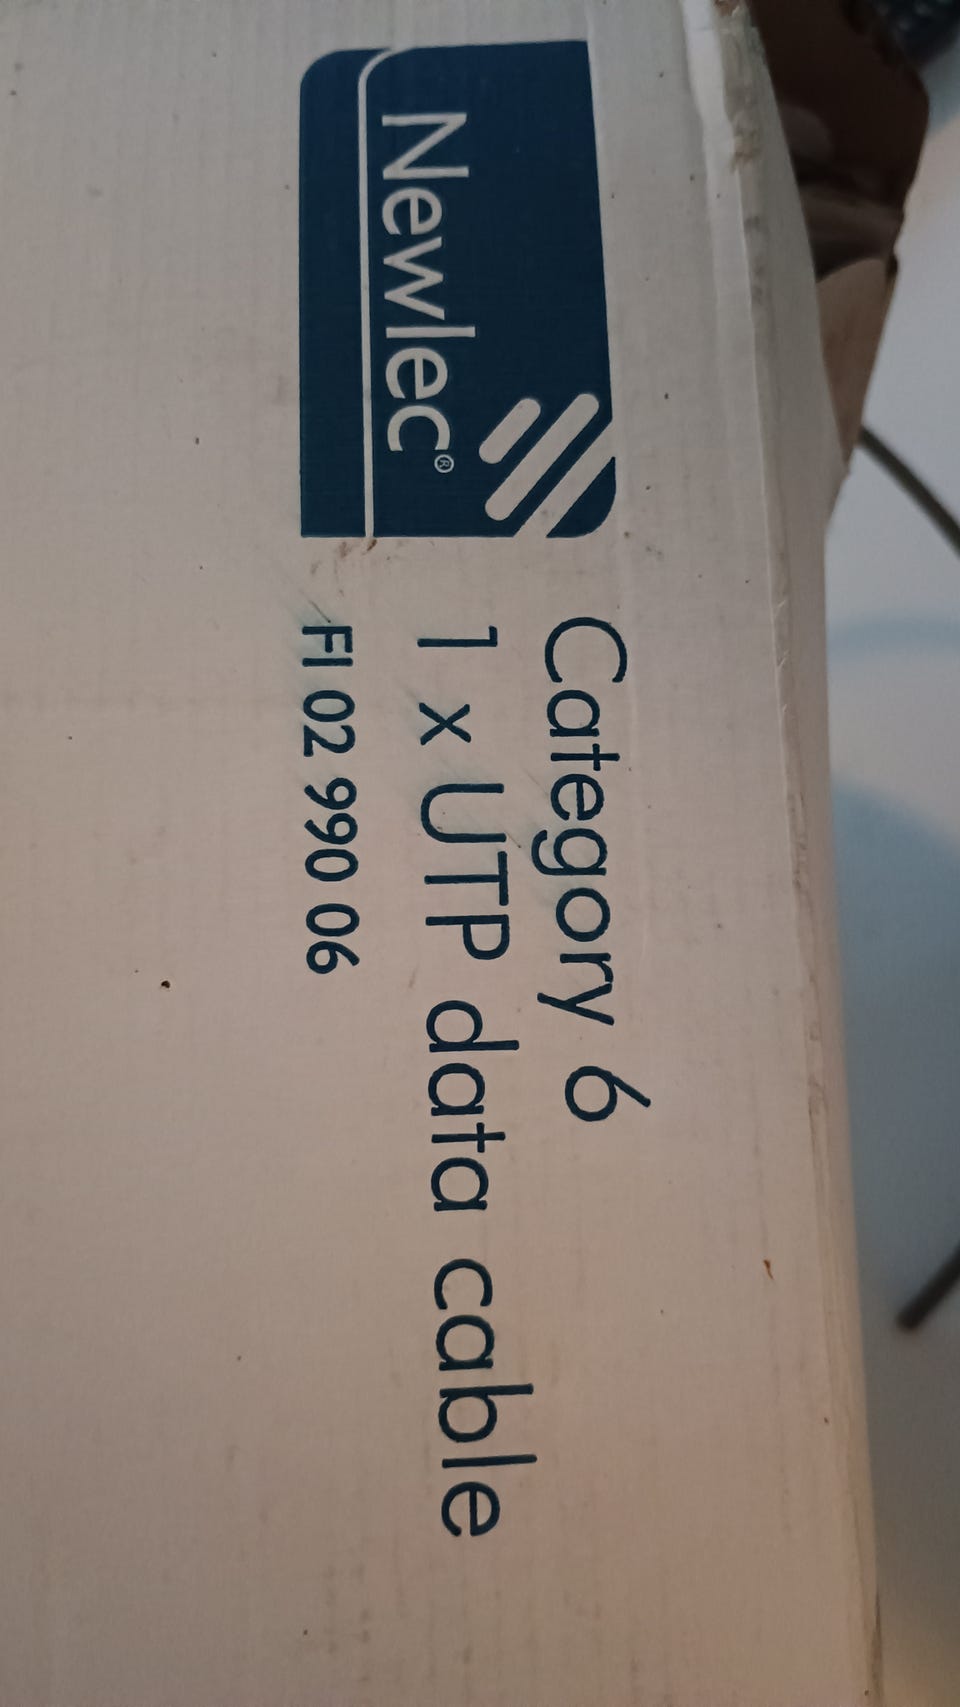 Newlec®
Category 6
1 x UTP data cable
FI 02 990 06